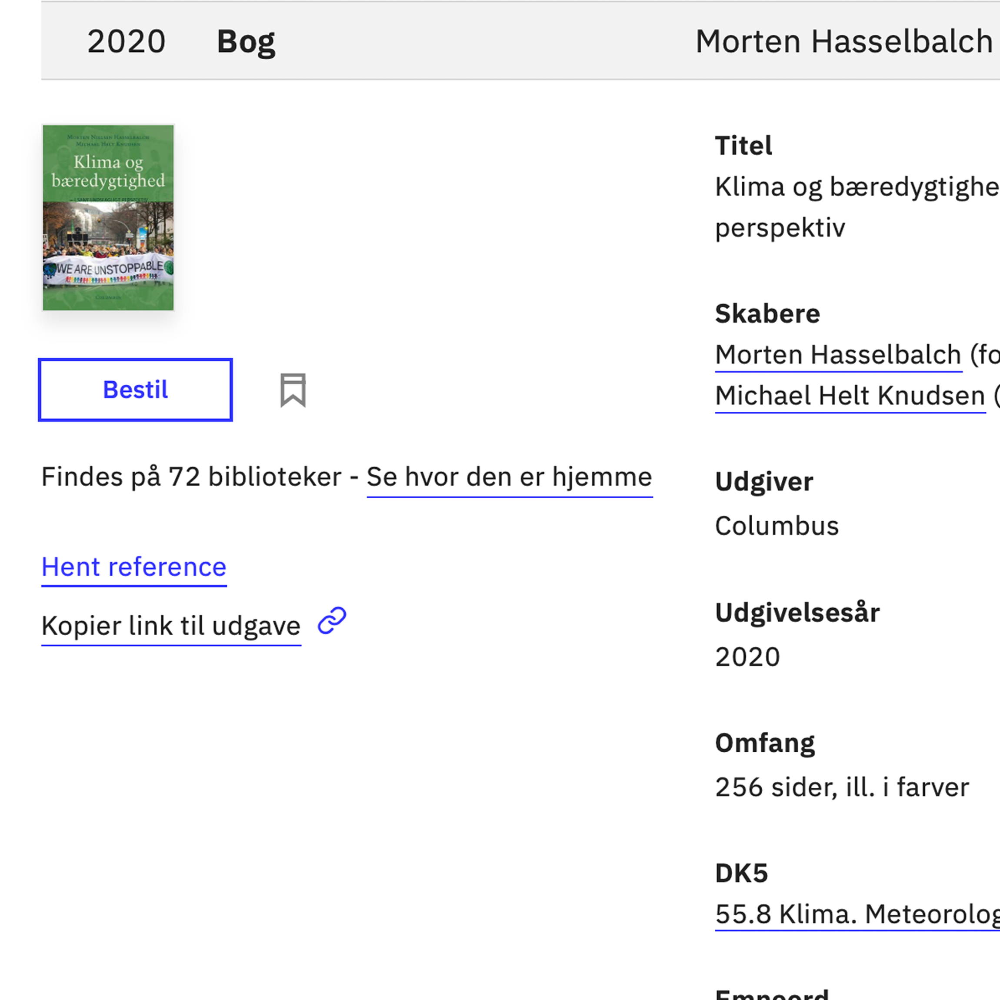 2020 Bog Morten Hasselbalch
MORTEN NIELSEN HASSELBALCH
MICHAEL HELT KNUDSEN
Klima og
bæredygtighed
– I SAMFUNDSFAGLIGT PERSPEKTIV
WE ARE UNSTOPPABLE
COLUMBUS
Bestil
Findes på 72 biblioteker - Se hvor den er hjemme
Hent reference
Kopier link til udgave
Titel
Klima og bæredygtighe
perspektiv
Skabere
Morten Hasselbalch (fo
Michael Helt Knudsen (
Udgiver
Columbus
Udgivelsesår
2020
Omfang
256 sider, ill. i farver
DK5
55.8 Klima. Meteorolog
Emneord